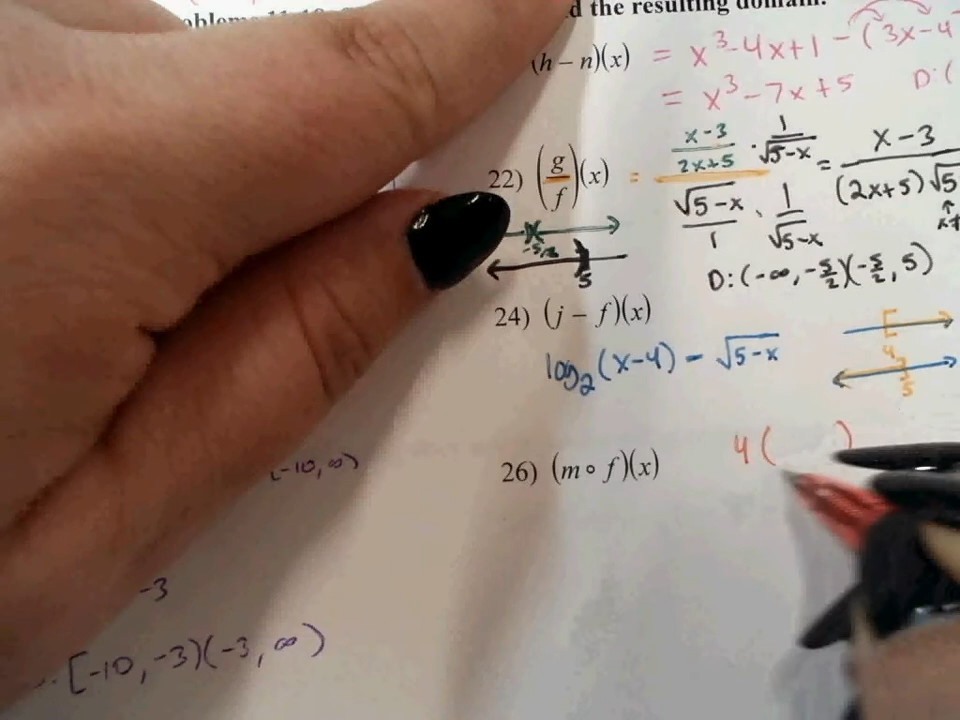 d the resulting domain.
(h – n)(x) = x³-4x+1 - (3x-4
= x³-7x+5 D:(
22) (g/f)(x) = (x-3)/(2x+5) · 1/√5-x = x-3/((2x+5)√5
√5-x/1 · 1/√5-x
-5/2
5
D: (-∞, -5/2)(-5/2, 5)
24) (j – f)(x)
log₂(x-4) - √5-x
4
5
4( )
(-10, ∞)
26) (m ∘ f)(x)
-3
[-10, -3)(-3, ∞)